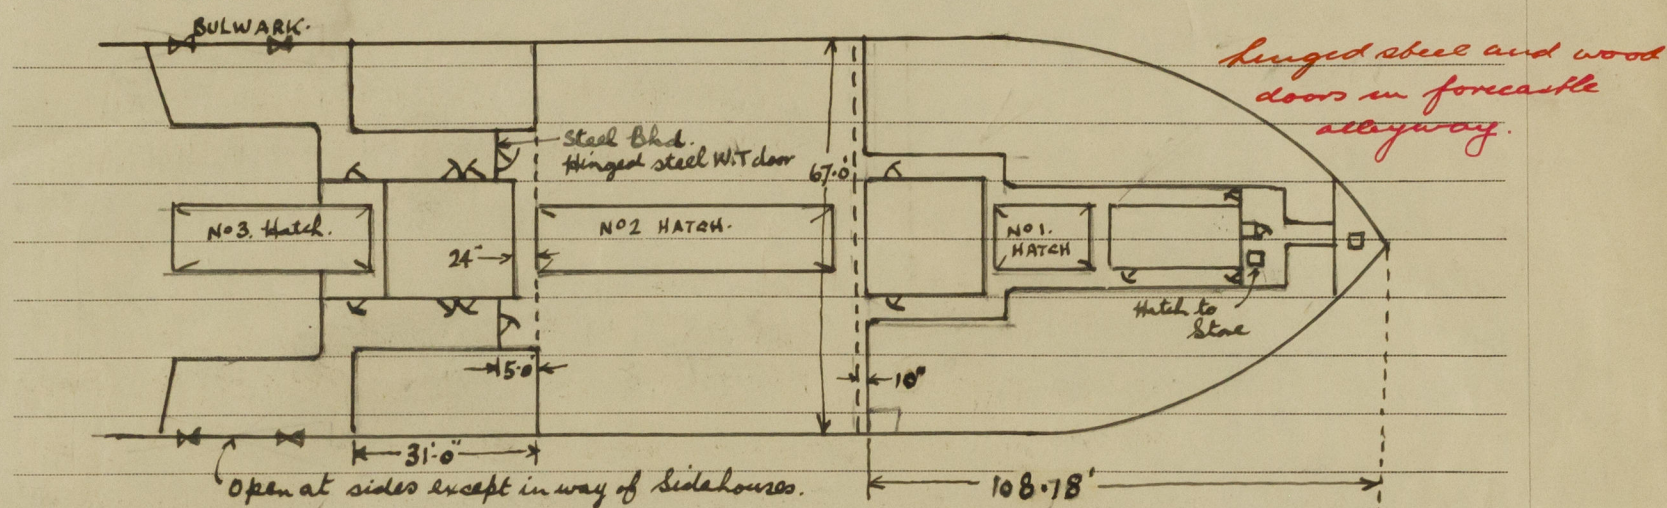 BULWARK.
hinged steel and wood
doors in forecastle
alleyway.
Steel Bhd.
Hinged steel W.T door
67.0'
No3. Hatch.
No2 HATCH.
No1.
HATCH
24"
Hatch to
Store
5.0'
10"
31'.0"
108.78'
Open at sides except in way of Sidehouses.